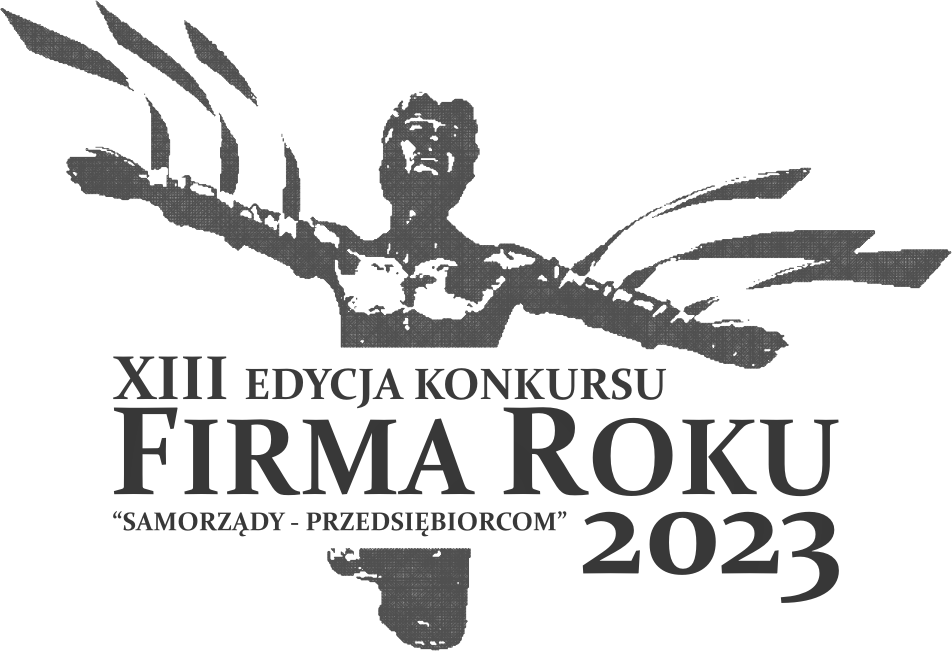 XIII EDYCJA KONKURSU
FIRMA ROKU
“SAMORZĄDY - PRZEDSIĘBIORCOM”
2023